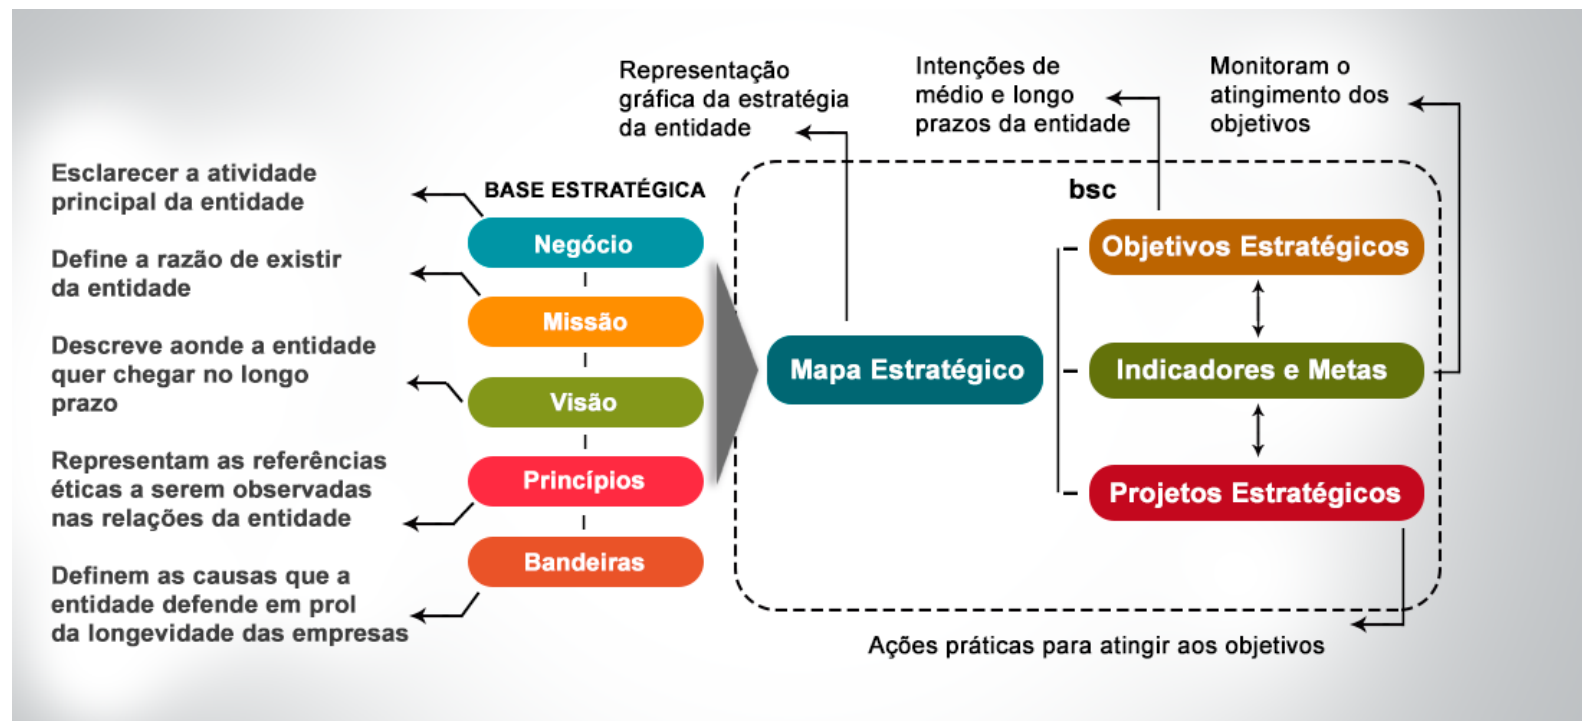 Representação
gráfica da estratégia
da entidade
Intenções de
médio e longo
prazos da entidade
Monitoram o
atingimento dos
objetivos
Esclarecer a atividade
principal da entidade
Define a razão de existir
da entidade
Descreve aonde a entidade
quer chegar no longo
prazo
Representam as referências
éticas a serem observadas
nas relações da entidade
Definem as causas que a
entidade defende em prol
da longevidade das empresas
BASE ESTRATÉGICA
Negócio
Missão
Visão
Princípios
Bandeiras
Mapa Estratégico
bsc
Objetivos Estratégicos
Indicadores e Metas
Projetos Estratégicos
Ações práticas para atingir aos objetivos